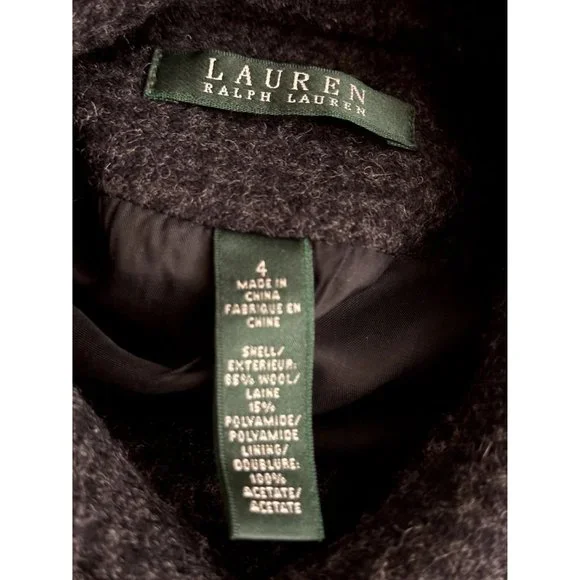 LAUREN
RALPH LAUREN
4
MADE IN
CHINA
FABRIQUE EN
CHINE
SHELL/
EXTERIEUR:
85% WOOL/
LAINE
15%
POLYAMIDE/
POLYAMIDE
LINING/
DOUBLURE:
100%
ACETATE/
ACETATE